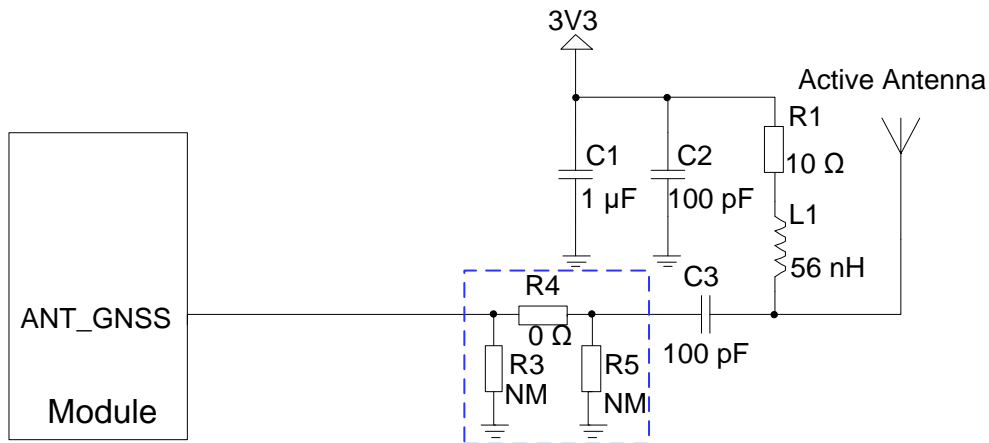 3V3
Active Antenna
R1
10 Ω
C1
1 µF
C2
100 pF
L1
56 nH
C3
100 pF
R4
0 Ω
ANT_GNSS
R3
NM
R5
NM
Module